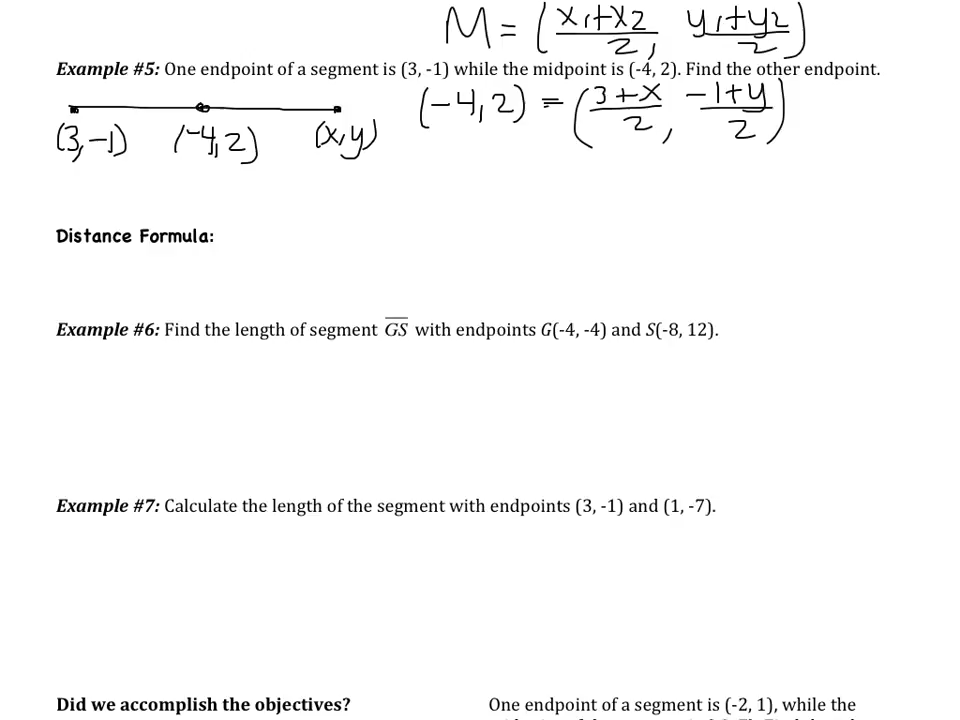 M = (x₁+x₂/2, y₁+y₂/2)
Example #5: One endpoint of a segment is (3, -1) while the midpoint is (-4, 2). Find the other endpoint.
(-4,2) = (3+x/2, -1+y/2)
(3,-1) (-4,2) (x,y)
Distance Formula:
Example #6: Find the length of segment GS with endpoints G(-4, -4) and S(-8, 12).
Example #7: Calculate the length of the segment with endpoints (3, -1) and (1, -7).
Did we accomplish the objectives?
One endpoint of a segment is (-2, 1), while the